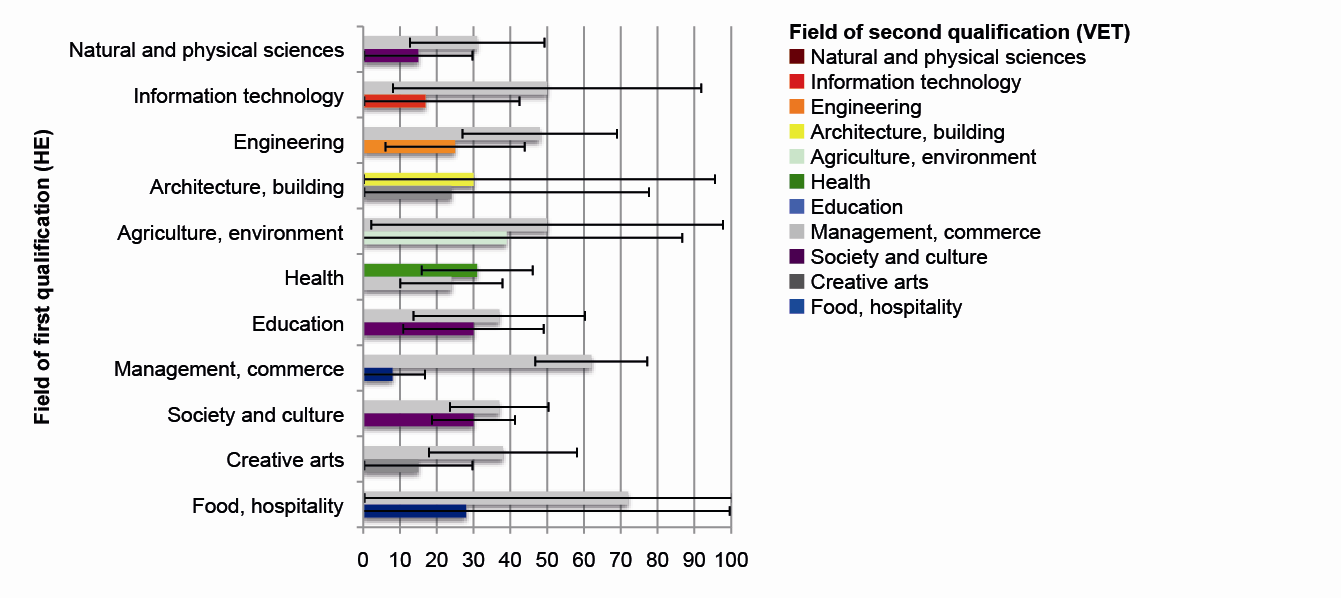 Field of first qualification (HE)
Natural and physical sciences
Information technology
Engineering
Architecture, building
Agriculture, environment
Health
Education
Management, commerce
Society and culture
Creative arts
Food, hospitality
0 10 20 30 40 50 60 70 80 90 100
Field of second qualification (VET)
Natural and physical sciences
Information technology
Engineering
Architecture, building
Agriculture, environment
Health
Education
Management, commerce
Society and culture
Creative arts
Food, hospitality